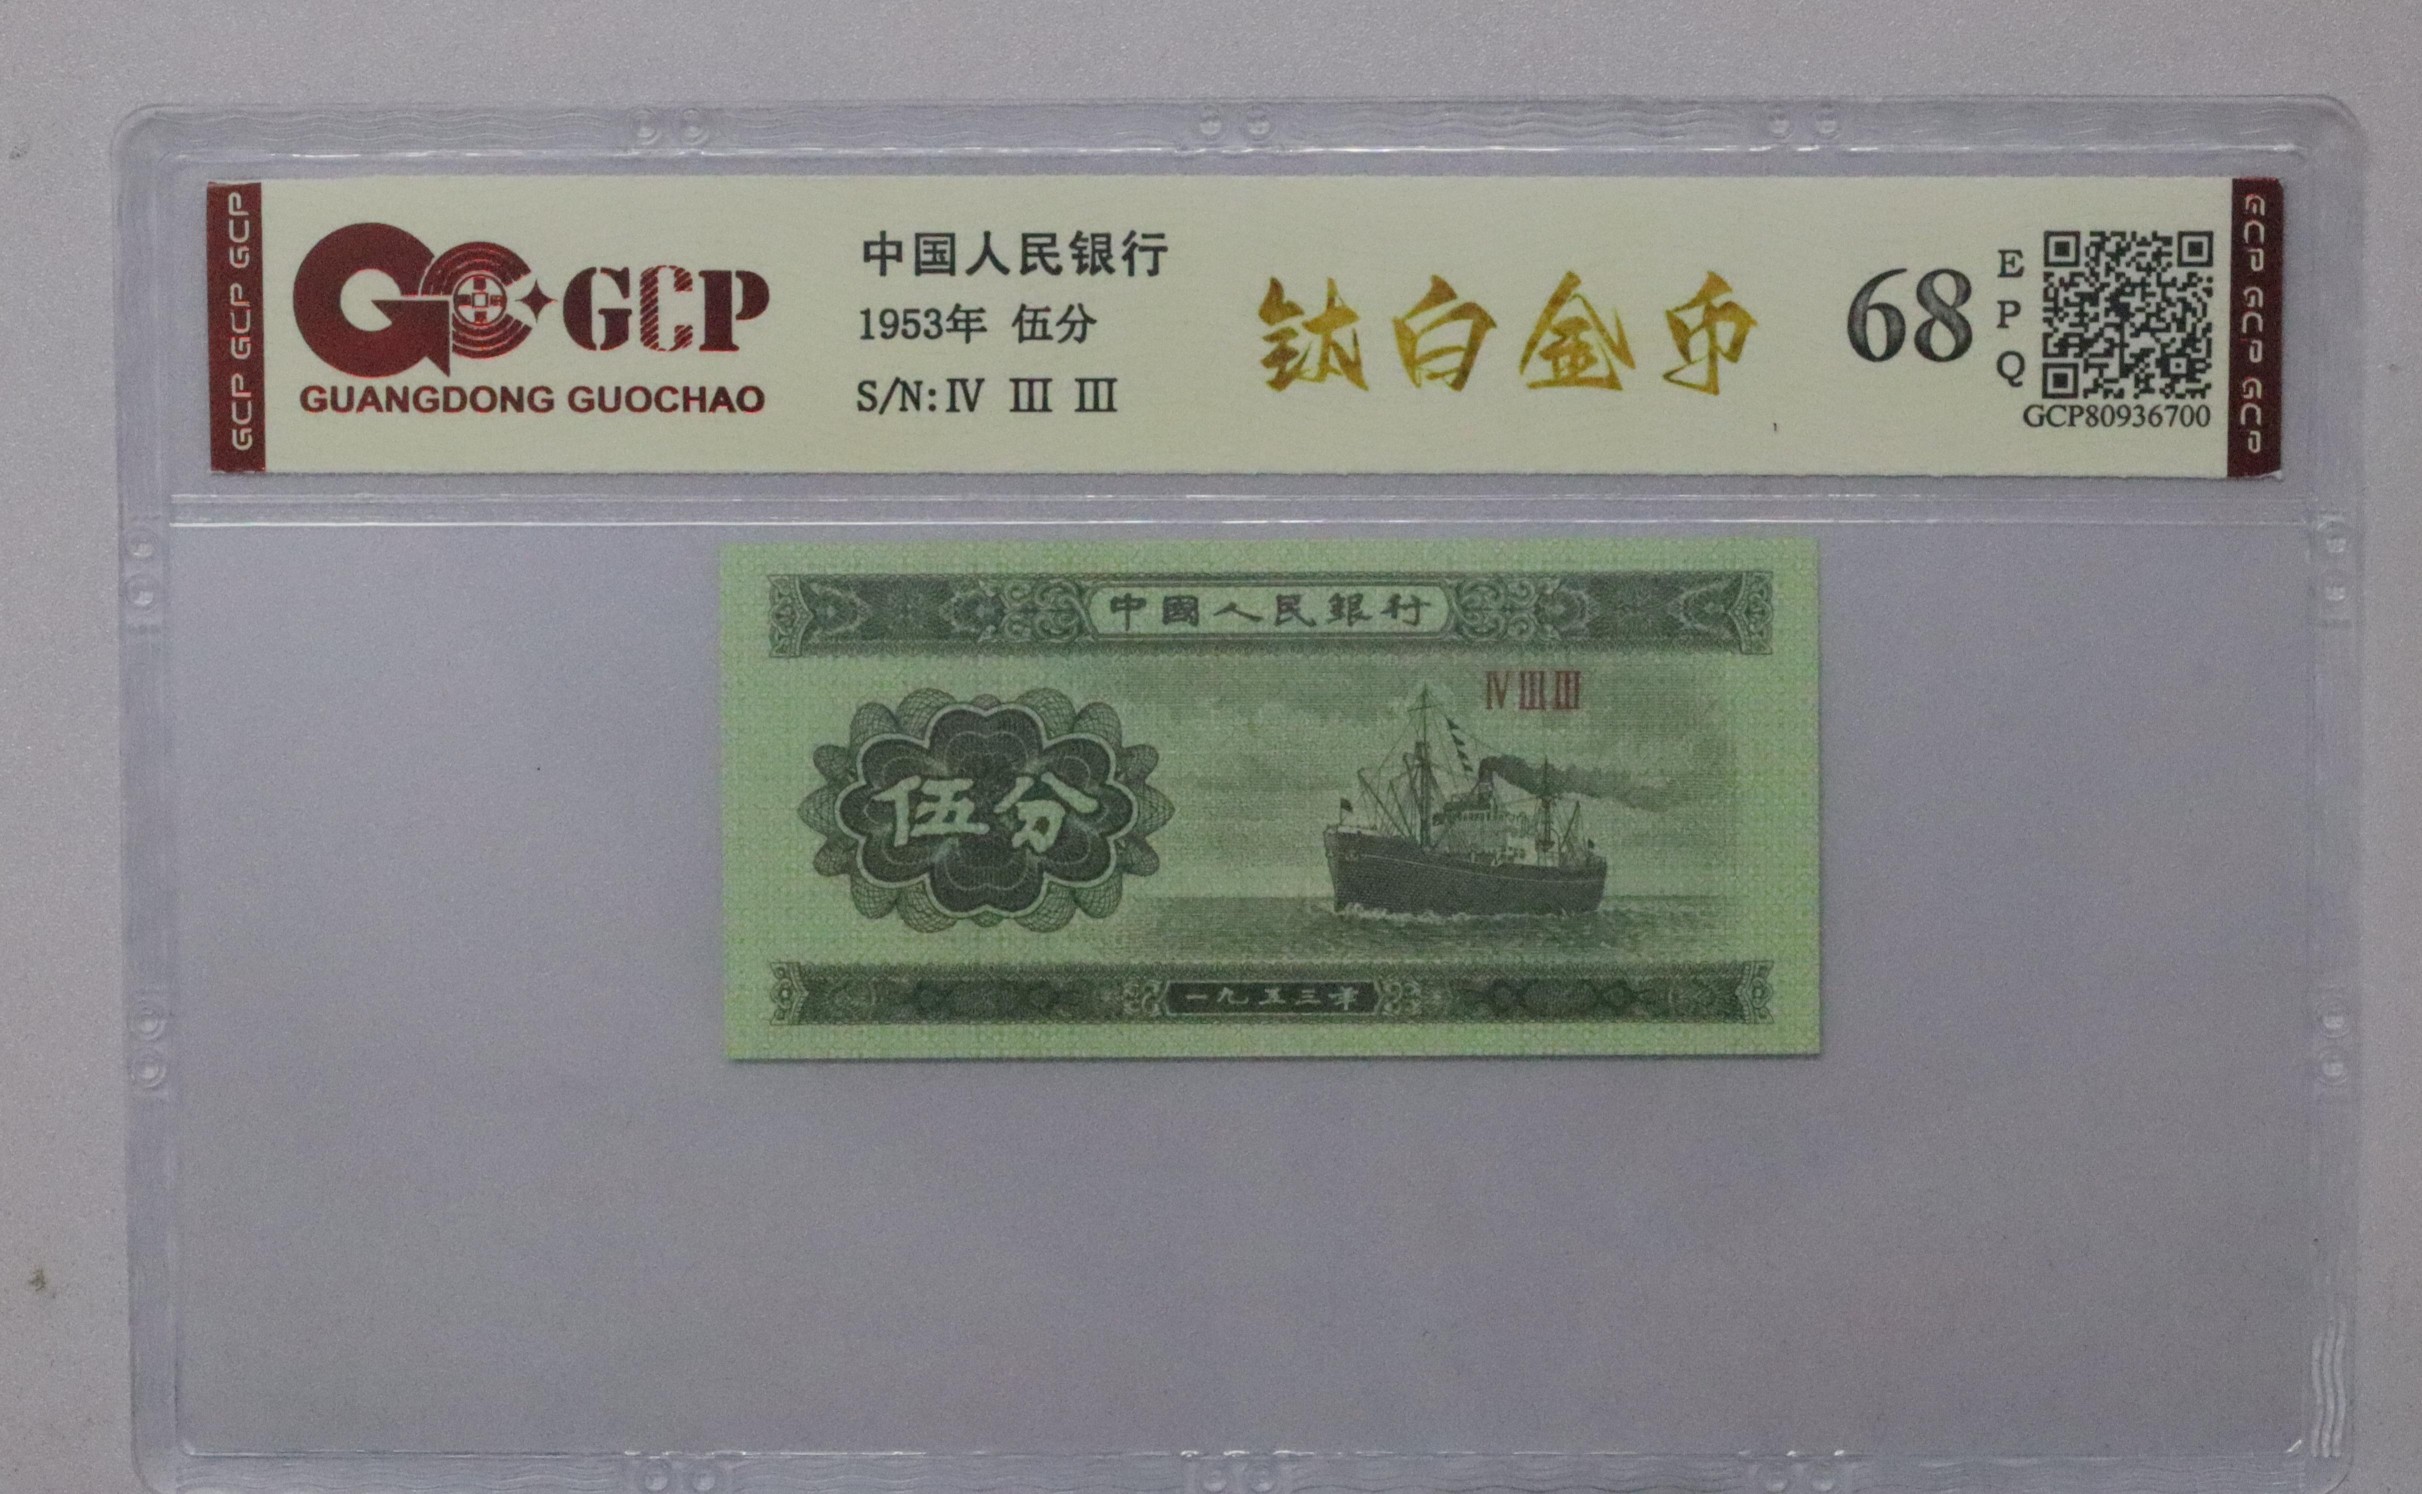 GCP GCP GCP
GCP
GUANGDONG GUOCHAO
中国人民银行
1953年 伍分
S/N: IV III III
钛白金币
68
EPQ
GCP80936700
GCP GCP GCP
中國人民銀行
IV III III
伍分
一九五三年